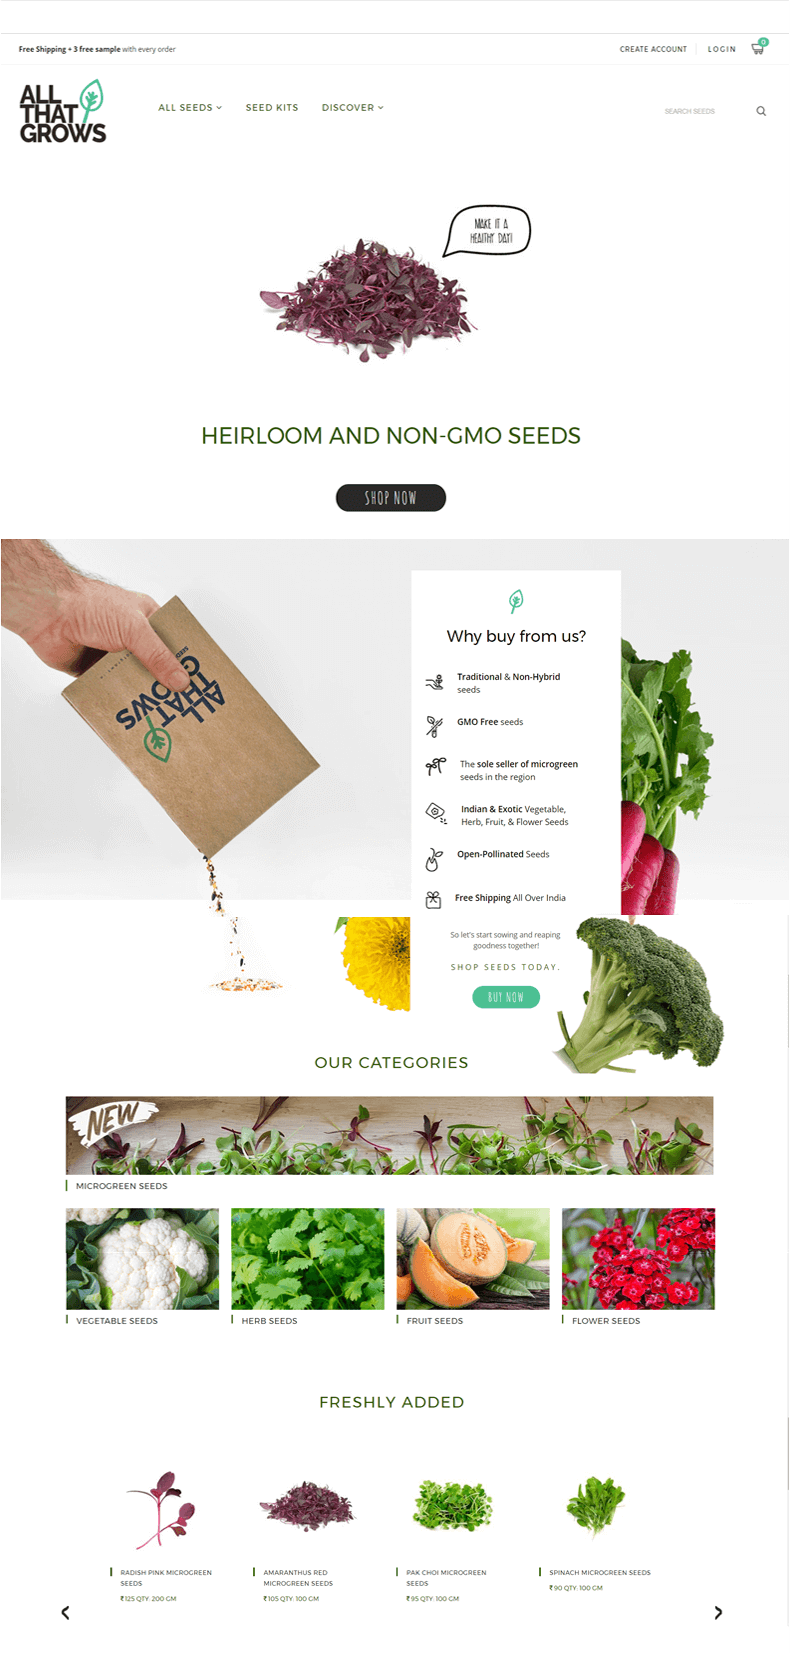 Free Shipping + 3 free sample with every order
CREATE ACCOUNT
LOGIN
0
ALL
THAT
GROWS
ALL SEEDS
SEED KITS
DISCOVER
SEARCH SEEDS
MAKE IT A
HEALTHY DAY!
HEIRLOOM AND NON-GMO SEEDS
SHOP NOW
ALL
THAT
GROWS
Why buy from us?
Traditional & Non-Hybrid
seeds
GMO Free seeds
The sole seller of microgreen
seeds in the region
Indian & Exotic Vegetable,
Herb, Fruit, & Flower Seeds
Open-Pollinated Seeds
Free Shipping All Over India
So let's start sowing and reaping
goodness together!
SHOP SEEDS TODAY.
BUY NOW
OUR CATEGORIES
NEW
MICROGREEN SEEDS
VEGETABLE SEEDS
HERB SEEDS
FRUIT SEEDS
FLOWER SEEDS
FRESHLY ADDED
RADISH PINK MICROGREEN
SEEDS
₹125 QTY: 200 GM
AMARANTHUS RED
MICROGREEN SEEDS
₹105 QTY: 100 GM
PAK CHOI MICROGREEN
SEEDS
₹95 QTY: 100 GM
SPINACH MICROGREEN SEEDS
₹90 QTY: 100 GM